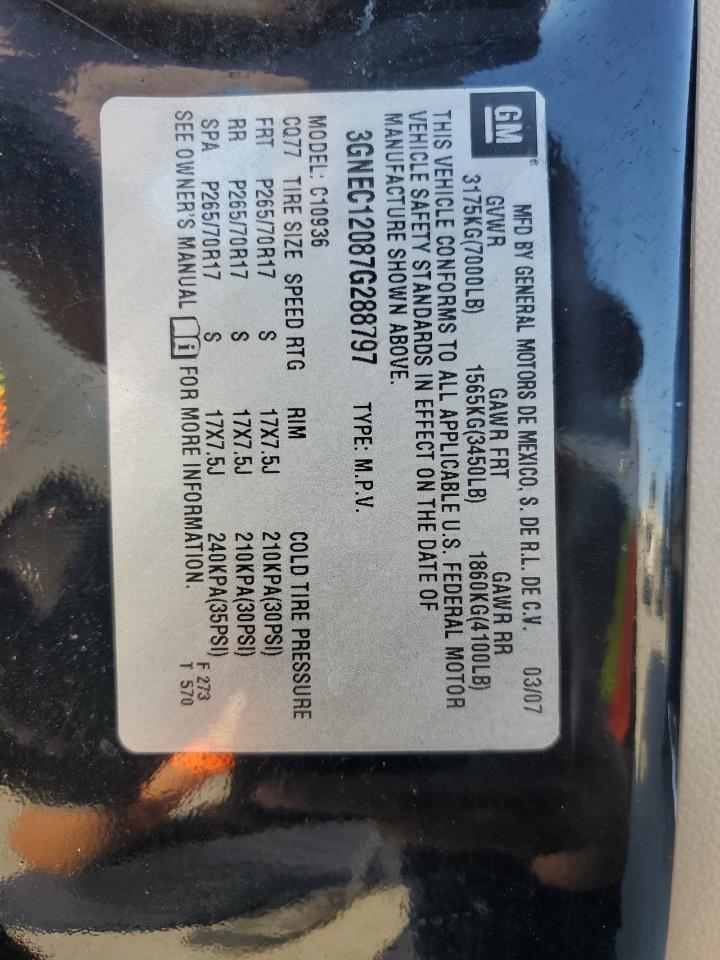 GM
MFD BY GENERAL MOTORS DE MEXICO, S. DE R.L. DE C.V. 03/07
GVWR GAWR FRT GAWR RR
3175KG(7000LB) 1565KG(3450LB) 1860KG(4100LB)
THIS VEHICLE CONFORMS TO ALL APPLICABLE U.S. FEDERAL MOTOR
VEHICLE SAFETY STANDARDS IN EFFECT ON THE DATE OF
MANUFACTURE SHOWN ABOVE.
3GNEC12087G288797 TYPE: M.P.V.
MODEL: C10936
CQ77 TIRE SIZE SPEED RTG RIM COLD TIRE PRESSURE
FRT P265/70R17 S 17X7.5J 210KPA(30PSI)
RR P265/70R17 S 17X7.5J 210KPA(30PSI)
SPA P265/70R17 S 17X7.5J 240KPA(35PSI)
SEE OWNER'S MANUAL i FOR MORE INFORMATION.
F 273
T 570